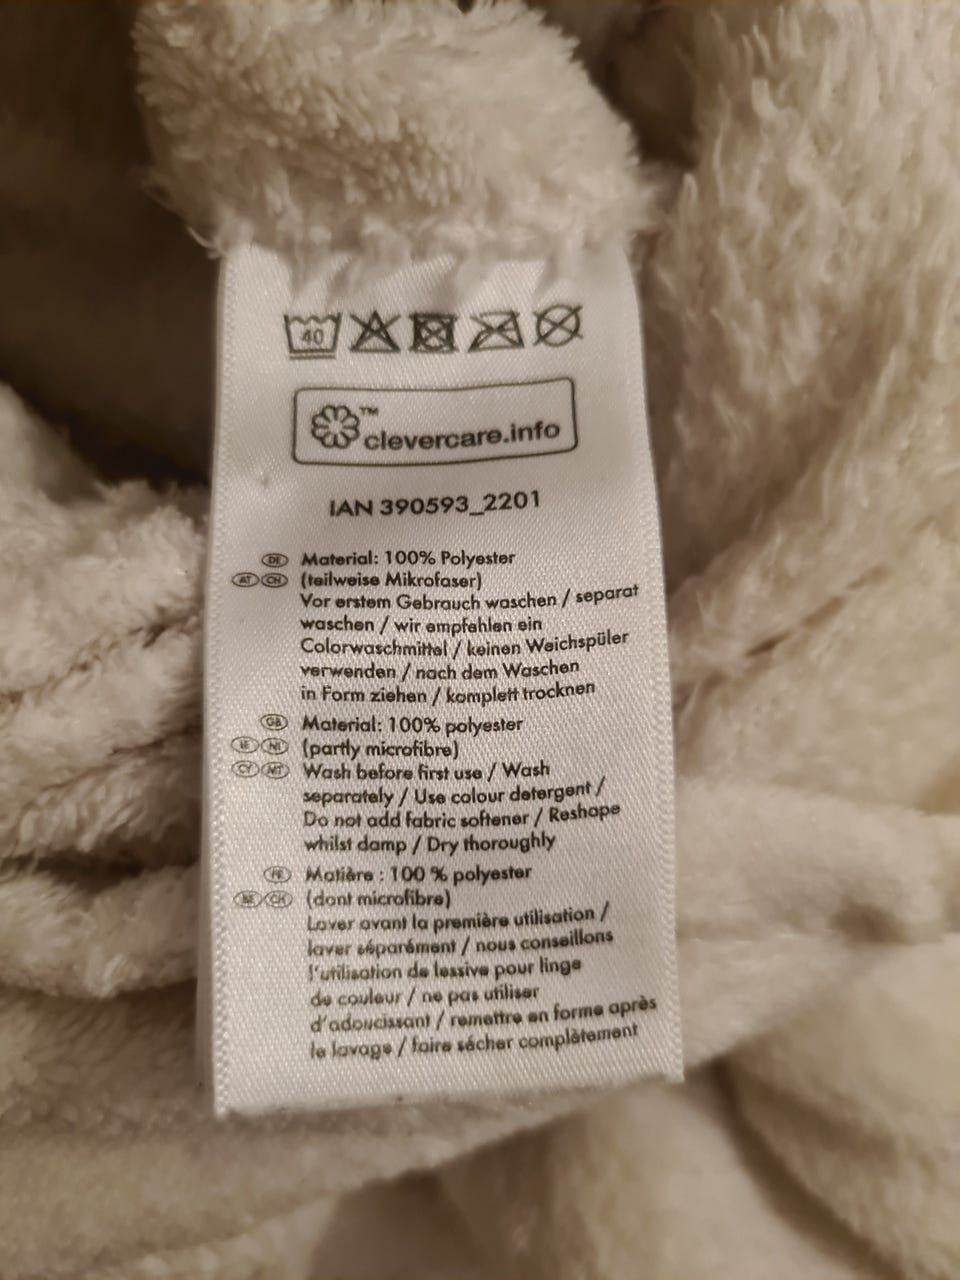 40
™
clevercare.info
IAN 390593_2201
DE Material: 100% Polyester
AT CH (teilweise Mikrofaser)
Vor erstem Gebrauch waschen / separat
waschen / wir empfehlen ein
Colorwaschmittel / keinen Weichspüler
verwenden / nach dem Waschen
in Form ziehen / komplett trocknen
GB Material: 100% polyester
IE NI (partly microfibre)
CY MT Wash before first use / Wash
separately / Use colour detergent /
Do not add fabric softener / Reshape
whilst damp / Dry thoroughly
FR Matière : 100 % polyester
BE CH (dont microfibre)
Laver avant la première utilisation /
laver séparément / nous conseillons
l'utilisation de lessive pour linge
de couleur / ne pas utiliser
d'adoucissant / remettre en forme après
le lavage / faire sécher complètement